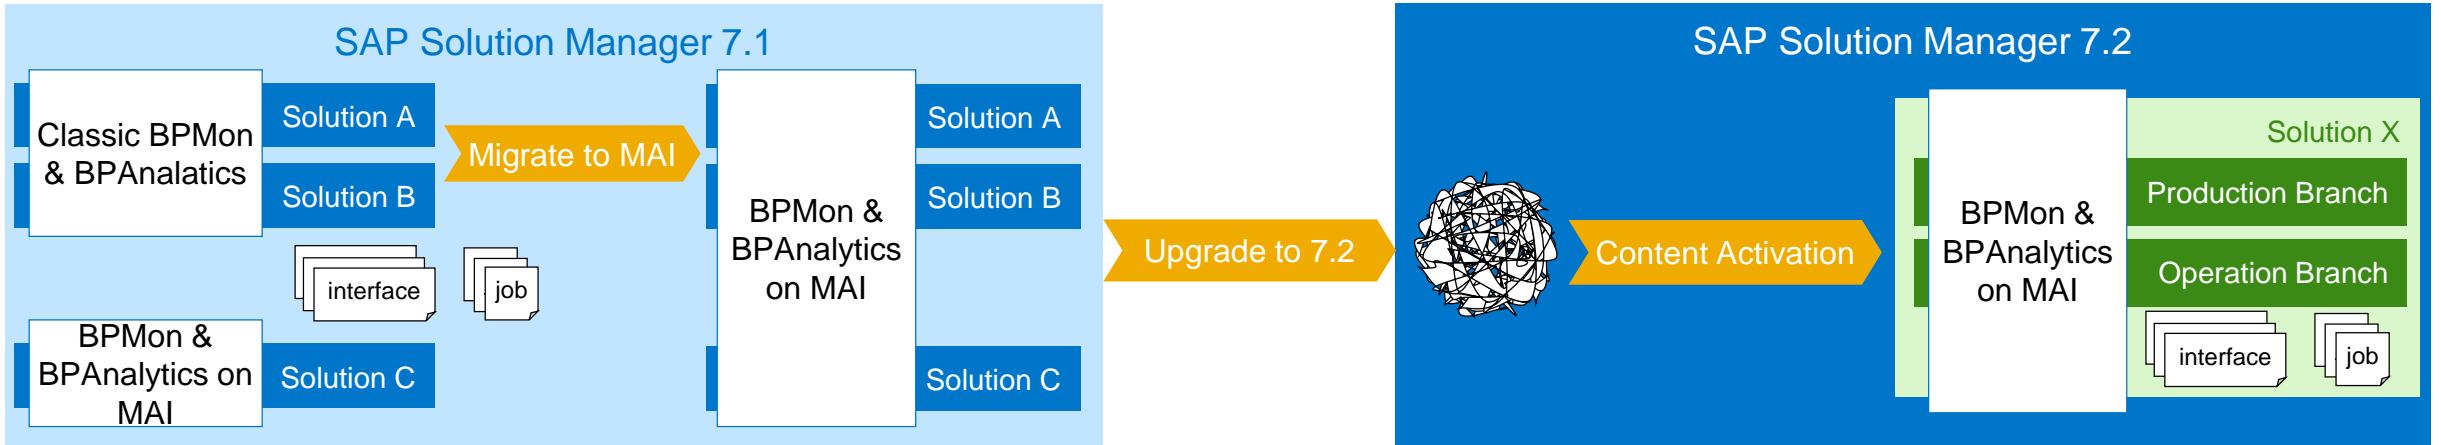 SAP Solution Manager 7.1
Classic BPMon
& BPAnalatics
Solution A
Solution B
interface
job
BPMon &
BPAnalytics on
MAI
Solution C
Migrate to MAI
BPMon &
BPAnalytics
on MAI
Solution A
Solution B
Solution C
Upgrade to 7.2
SAP Solution Manager 7.2
Content Activation
BPMon &
BPAnalytics
on MAI
Solution X
Production Branch
Operation Branch
interface
job